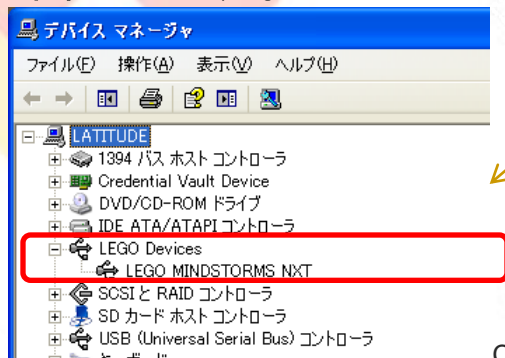 デバイス マネージャ
ファイル(F) 操作(A) 表示(V) ヘルプ(H)
LATITUDE
1394 バス ホスト コントローラ
Credential Vault Device
DVD/CD-ROM ドライブ
IDE ATA/ATAPI コントローラ
LEGO Devices
LEGO MINDSTORMS NXT
SCSI と RAID コントローラ
SD カード ホスト コントローラ
USB (Universal Serial Bus) コントローラ